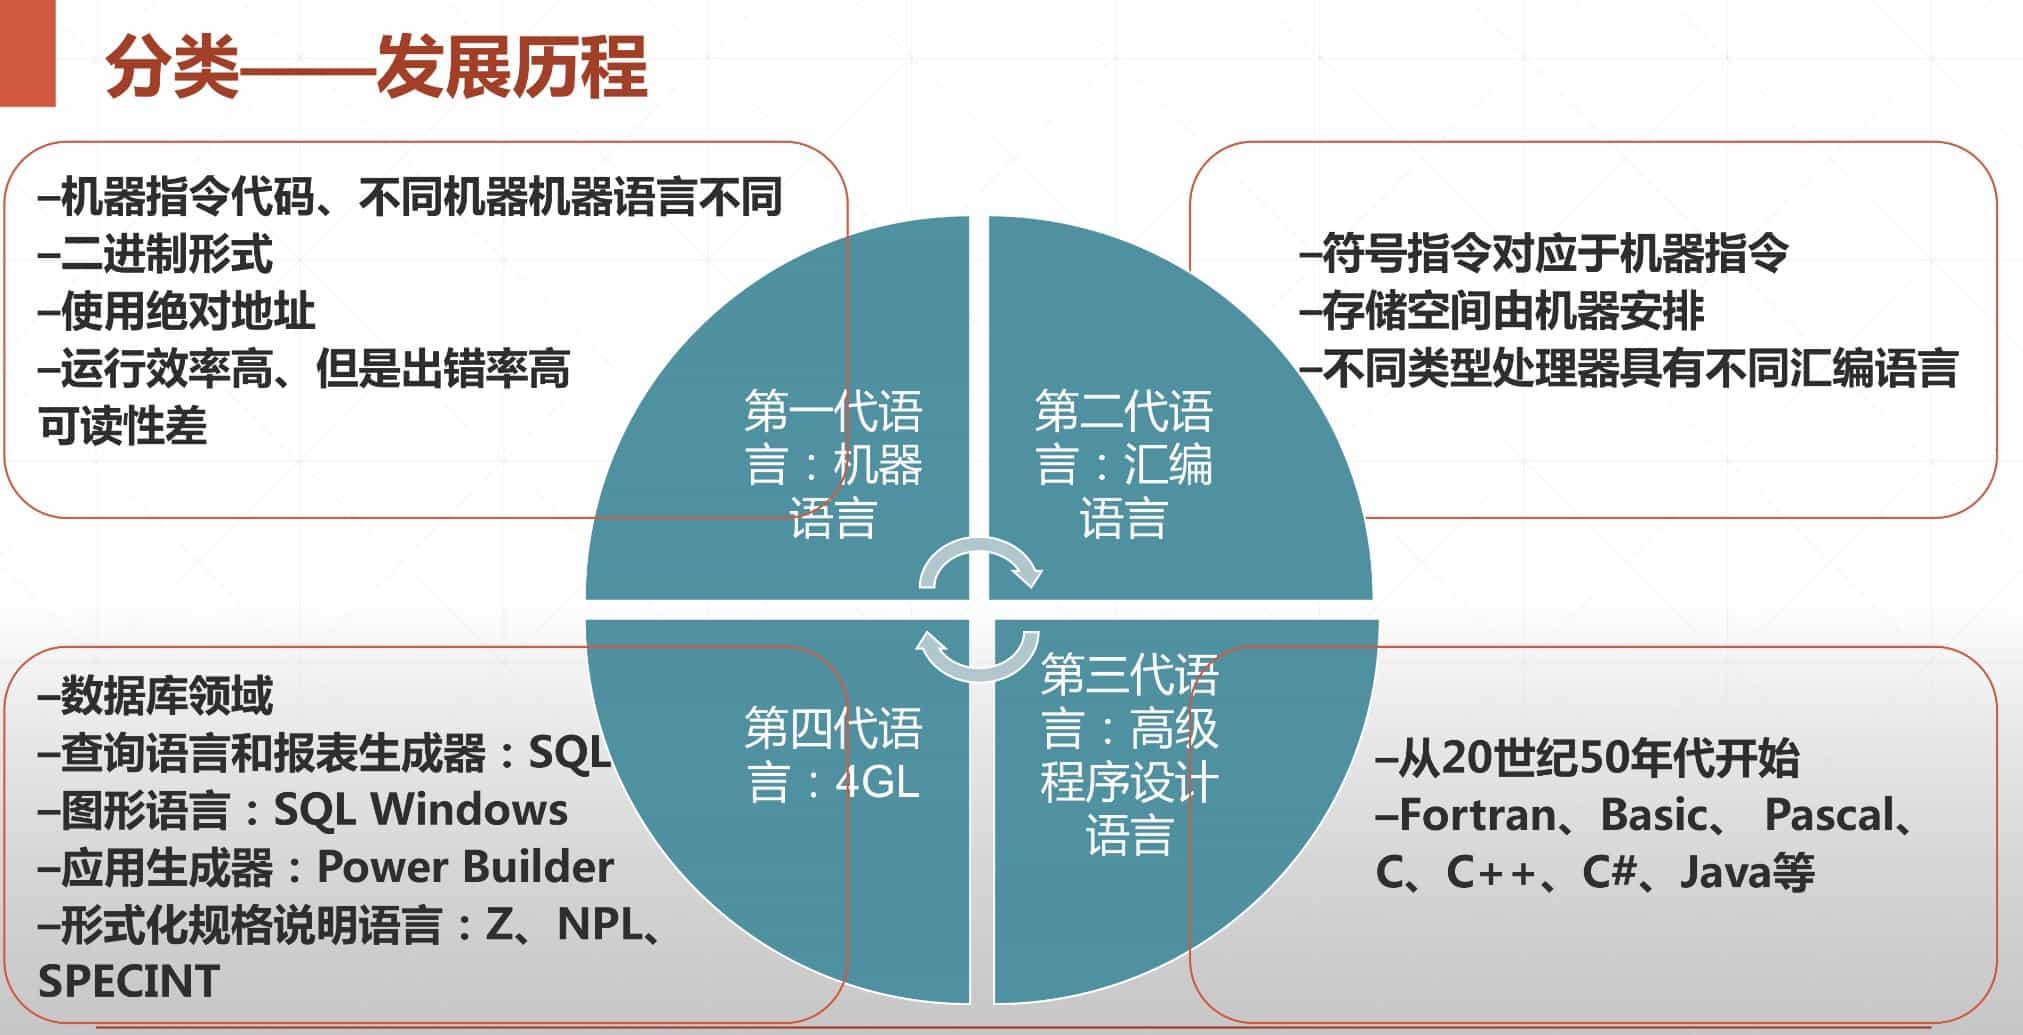 分类——发展历程
–机器指令代码、不同机器机器语言不同
–二进制形式
–使用绝对地址
–运行效率高、但是出错率高
可读性差
第一代语
言：机器
语言
第二代语
言：汇编
语言
–符号指令对应于机器指令
–存储空间由机器安排
–不同类型处理器具有不同汇编语言
–数据库领域
–查询语言和报表生成器：SQL
–图形语言：SQL Windows
–应用生成器：Power Builder
–形式化规格说明语言：Z、NPL、
SPECINT
第四代语
言：4GL
第三代语
言：高级
程序设计
语言
–从20世纪50年代开始
–Fortran、Basic、 Pascal、
C、C++、C#、Java等